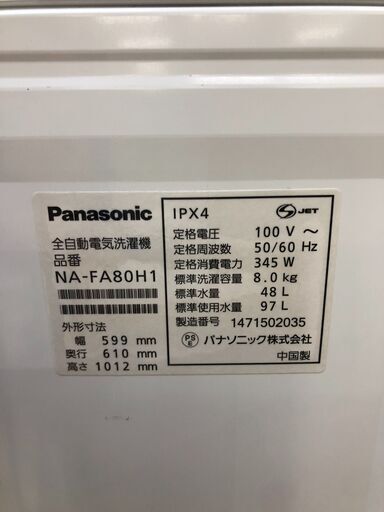 Panasonic
全自動電気洗濯機
品番
NA-FA80H1
外形寸法
幅 599 mm
奥行 610 mm
高さ 1012 mm
IPX4
S JET
定格電圧 100 V ～
定格周波数 50/60 Hz
定格消費電力 345 W
標準洗濯容量 8.0 kg
標準水量 48 L
標準使用水量 97 L
製造番号 1471502035
PS E パナソニック株式会社
中国製